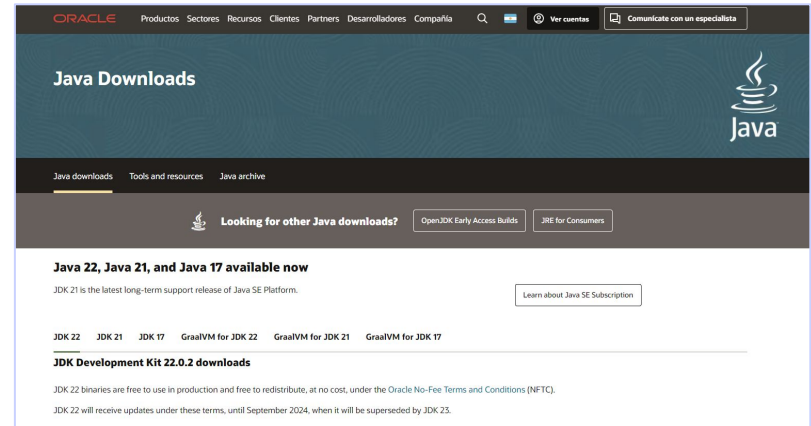 ORACLE Productos Sectores Recursos Clientes Partners Desarrolladores Compañía Ver cuentas Comunícate con un especialista
Java Downloads
Java
Java downloads Tools and resources Java archive
Looking for other Java downloads? OpenJDK Early Access Builds JRE for Consumers
Java 22, Java 21, and Java 17 available now
JDK 21 is the latest long-term support release of Java SE Platform.
Learn about Java SE Subscription
JDK 22 JDK 21 JDK 17 GraalVM for JDK 22 GraalVM for JDK 21 GraalVM for JDK 17
JDK Development Kit 22.0.2 downloads
JDK 22 binaries are free to use in production and free to redistribute, at no cost, under the Oracle No-Fee Terms and Conditions (NFTC).
JDK 22 will receive updates under these terms, until September 2024, when it will be superseded by JDK 23.